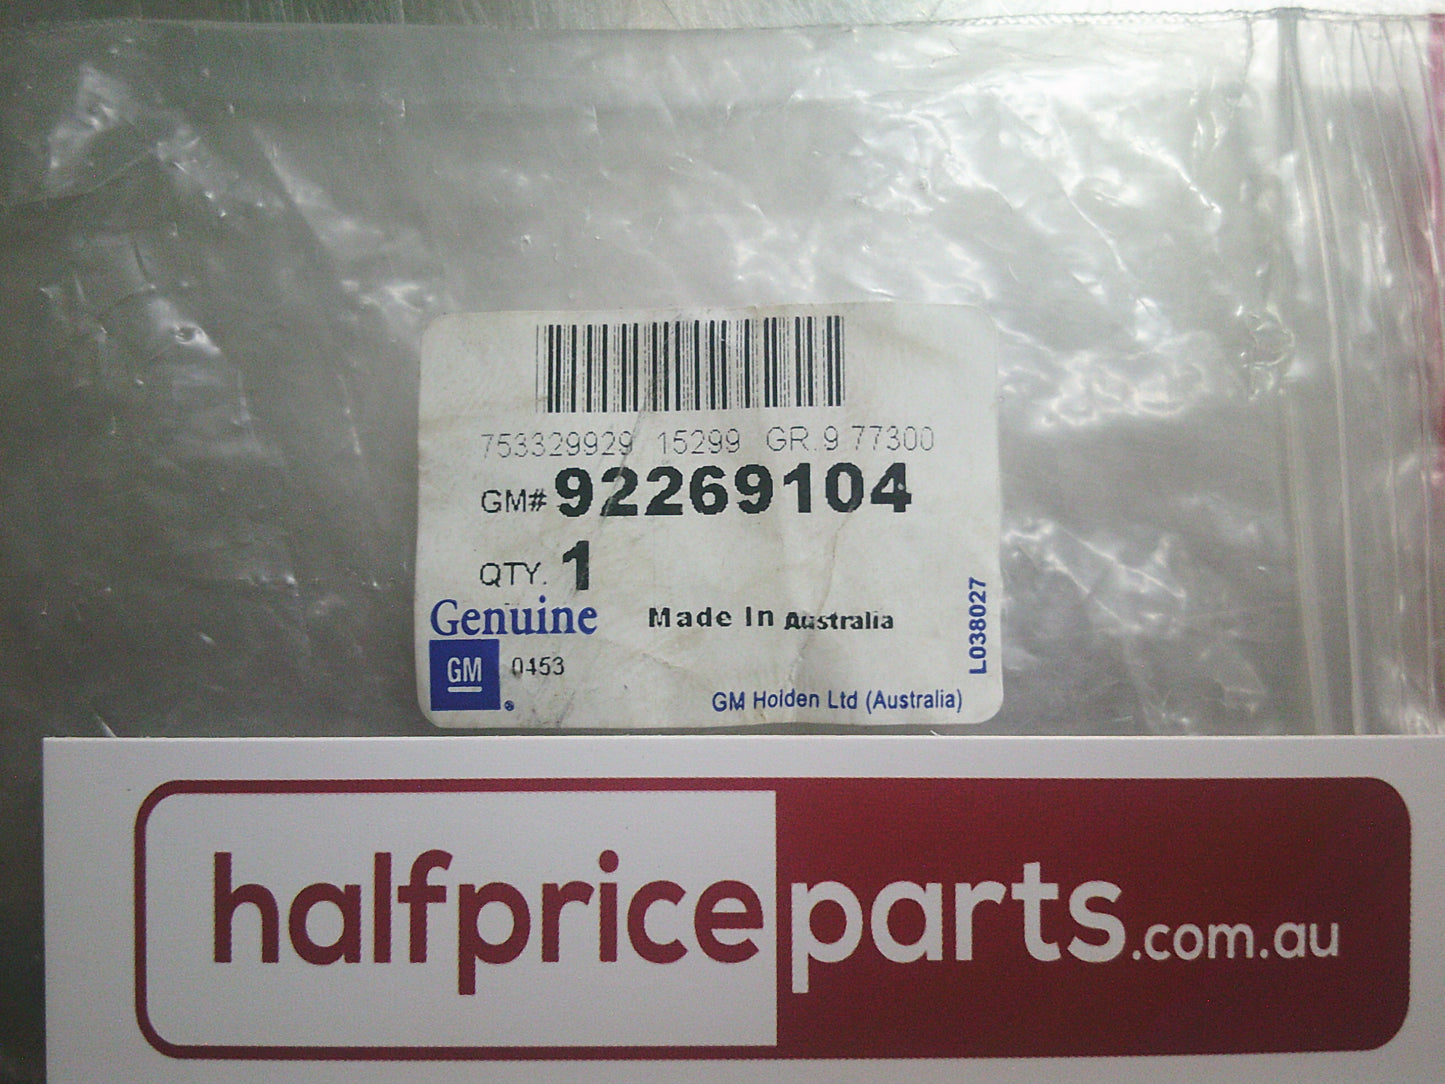 753329929 15299 GR.9 77300
GM# 92269104
QTY. 1
Genuine Made In Australia
GM 0453
GM Holden Ltd (Australia)
L038027
halfpriceparts.com.au